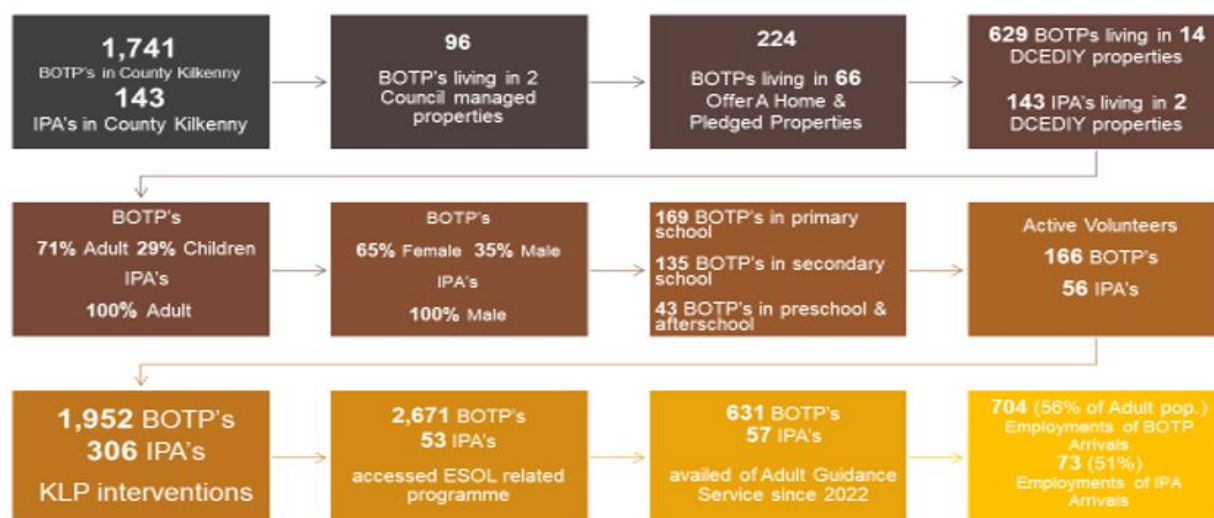 1,741
BOTP's in County Kilkenny
143
IPA's in County Kilkenny
96
BOTP's living in 2
Council managed
properties
224
BOTPs living in 66
Offer A Home &
Pledged Properties
629 BOTPs living in 14
DCEDIY properties
143 IPA's living in 2
DCEDIY properties
BOTP's
71% Adult 29% Children
IPA's
100% Adult
BOTP's
65% Female 35% Male
IPA's
100% Male
169 BOTP's in primary
school
135 BOTP's in secondary
school
43 BOTP's in preschool &
afterschool
Active Volunteers
166 BOTP's
56 IPA's
1,952 BOTP's
306 IPA's
KLP interventions
2,671 BOTP's
53 IPA's
accessed ESOL related
programme
631 BOTP's
57 IPA's
availed of Adult Guidance
Service since 2022
704 (56% of Adult pop.)
Employments of BOTP
Arrivals
73 (51%)
Employments of IPA
Arrivals